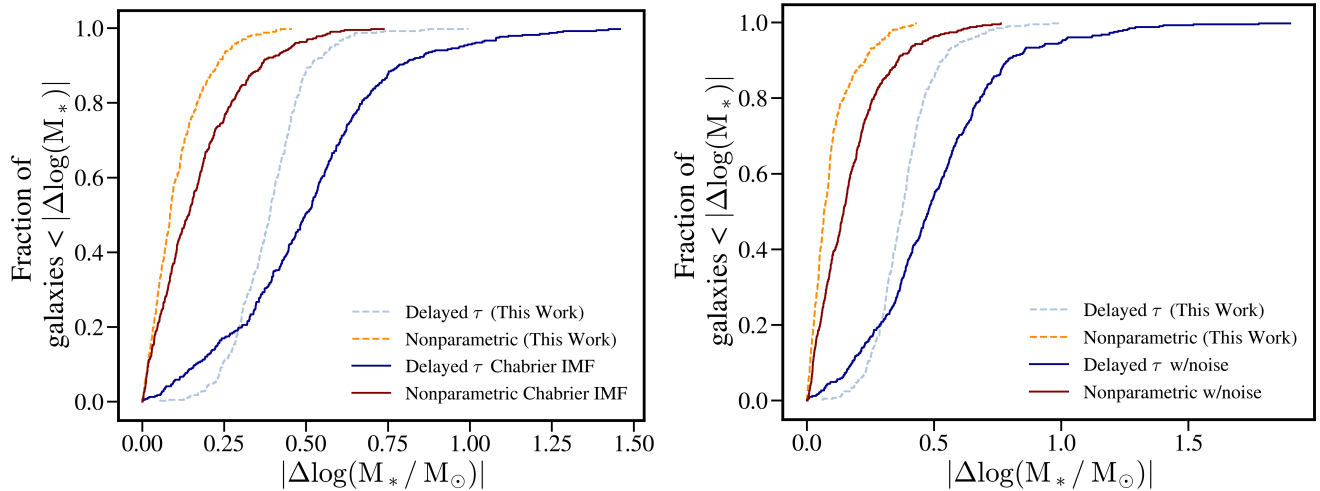 1.0
0.8
0.6
0.4
0.2
0.0
Fraction of
galaxies < |Δlog(M∗)|
Delayed τ (This Work)
Nonparametric (This Work)
Delayed τ Chabrier IMF
Nonparametric Chabrier IMF
0.00 0.25 0.50 0.75 1.00 1.25 1.50
|Δlog(M∗/M⊙)|
1.0
0.8
0.6
0.4
0.2
0.0
Fraction of
galaxies < |Δlog(M∗)|
Delayed τ (This Work)
Nonparametric (This Work)
Delayed τ w/noise
Nonparametric w/noise
0.0 0.5 1.0 1.5
|Δlog(M∗/M⊙)|